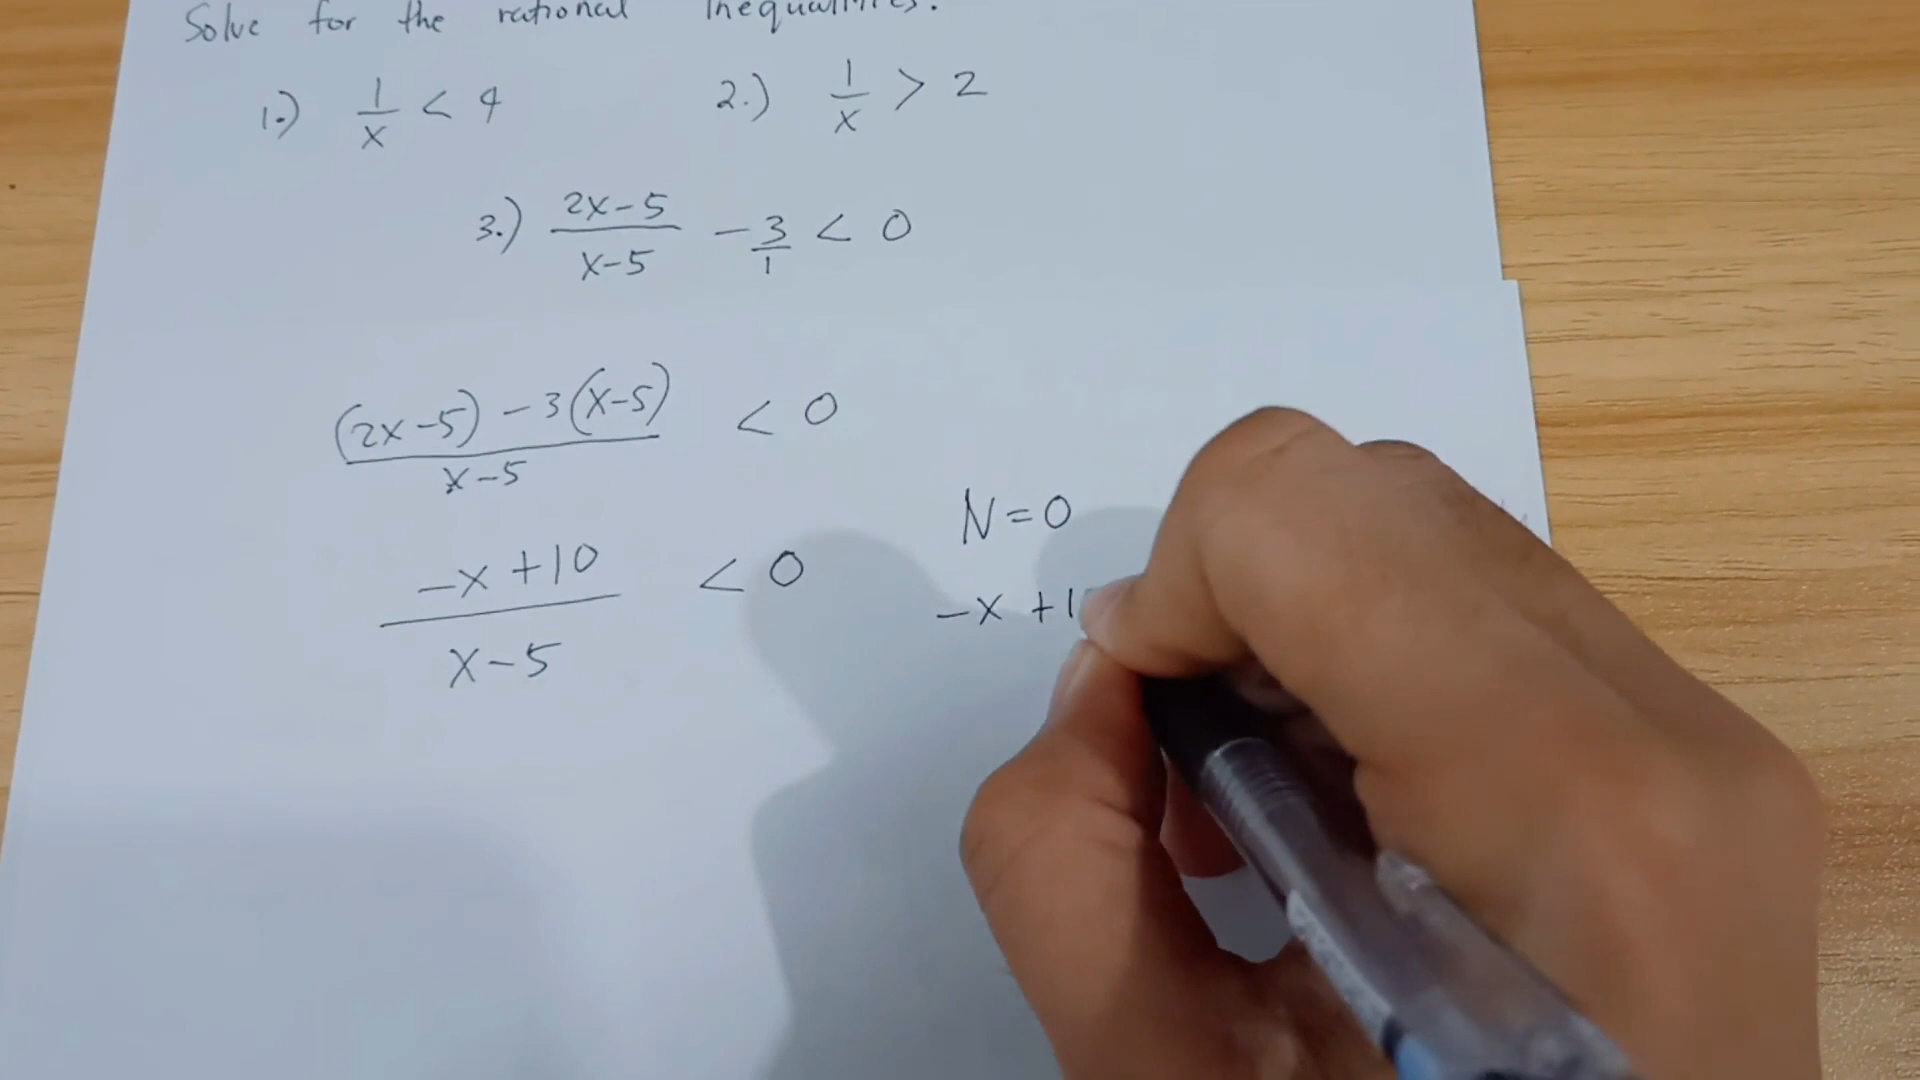 Solve for the rational Inequalities.
1.) 1/x < 4
2.) 1/x > 2
3.) 2x-5/x-5 - 3/1 < 0
(2x-5) - 3(x-5)/x-5 < 0
-x+10/x-5 < 0
N=0
-x+1